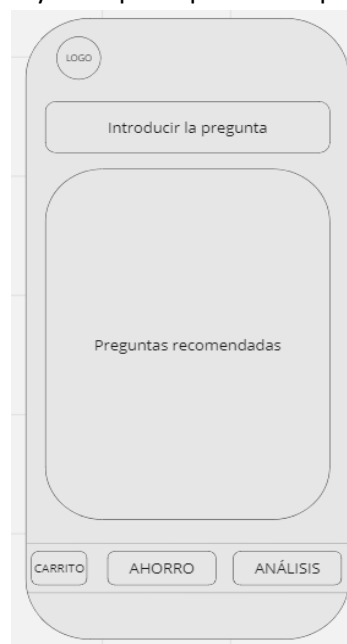 LOGO
Introducir la pregunta
Preguntas recomendadas
CARRITO
AHORRO
ANÁLISIS